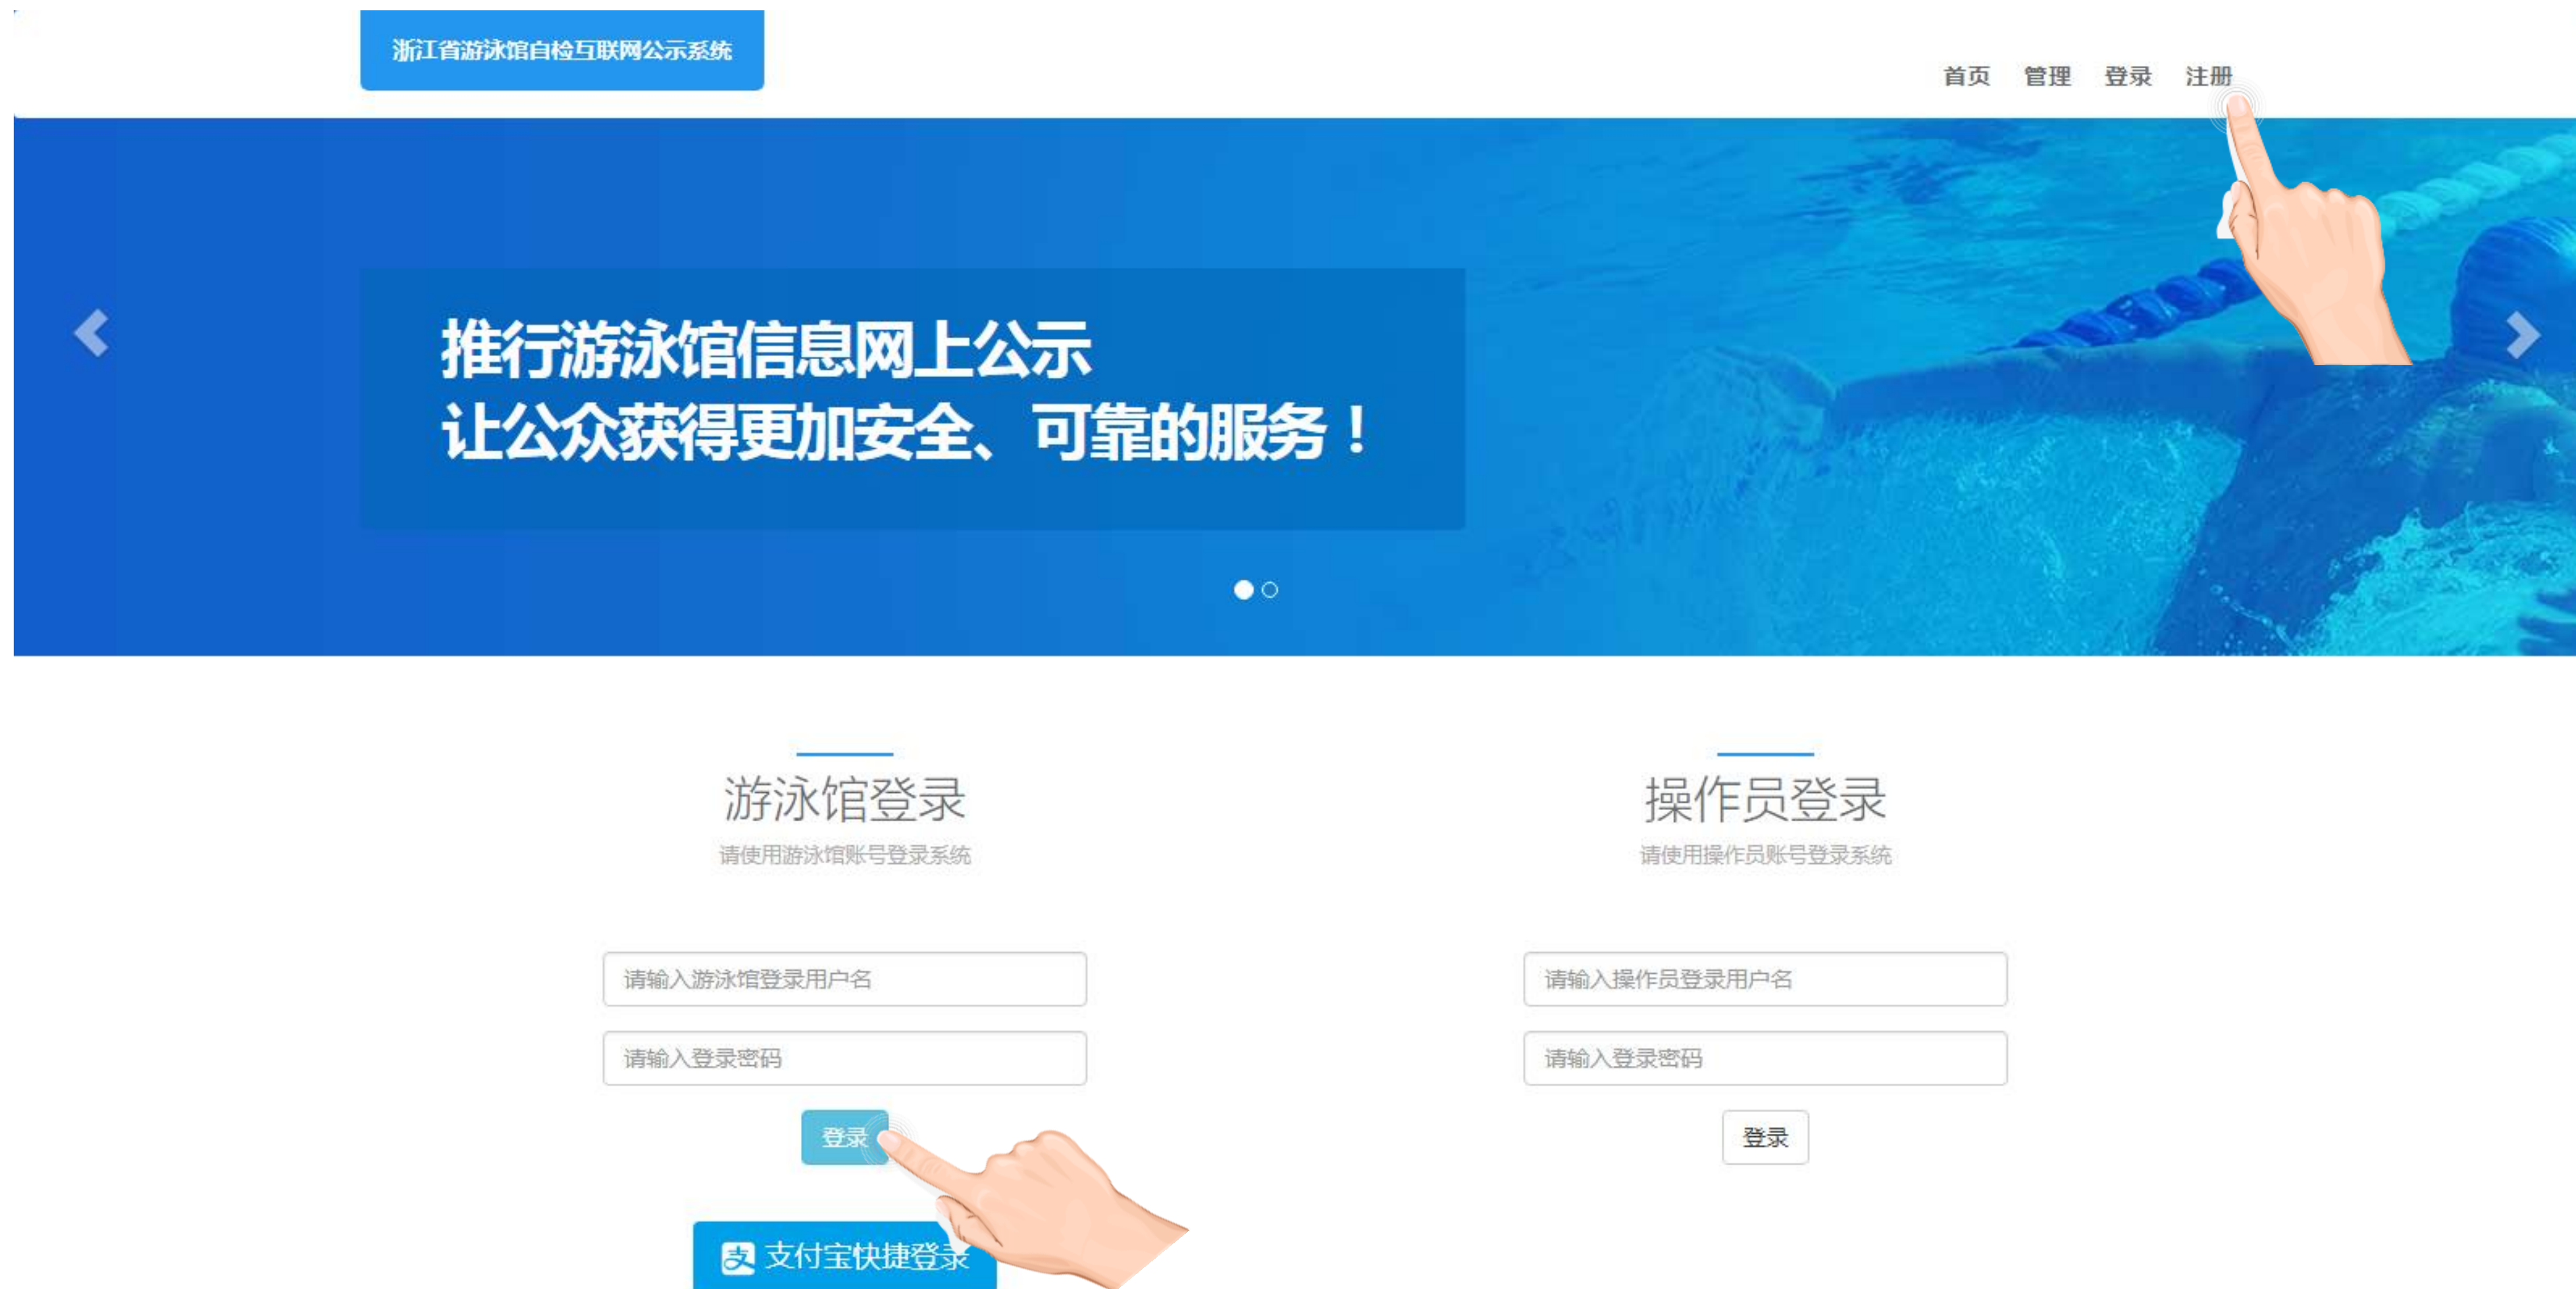 浙江省游泳馆自检互联网公示系统
首页 管理 登录 注册
推行游泳馆信息网上公示
让公众获得更加安全、可靠的服务！
游泳馆登录
请使用游泳馆账号登录系统
请输入游泳馆登录用户名
请输入登录密码
登录
支 支付宝快捷登录
操作员登录
请使用操作员账号登录系统
请输入操作员登录用户名
请输入登录密码
登录